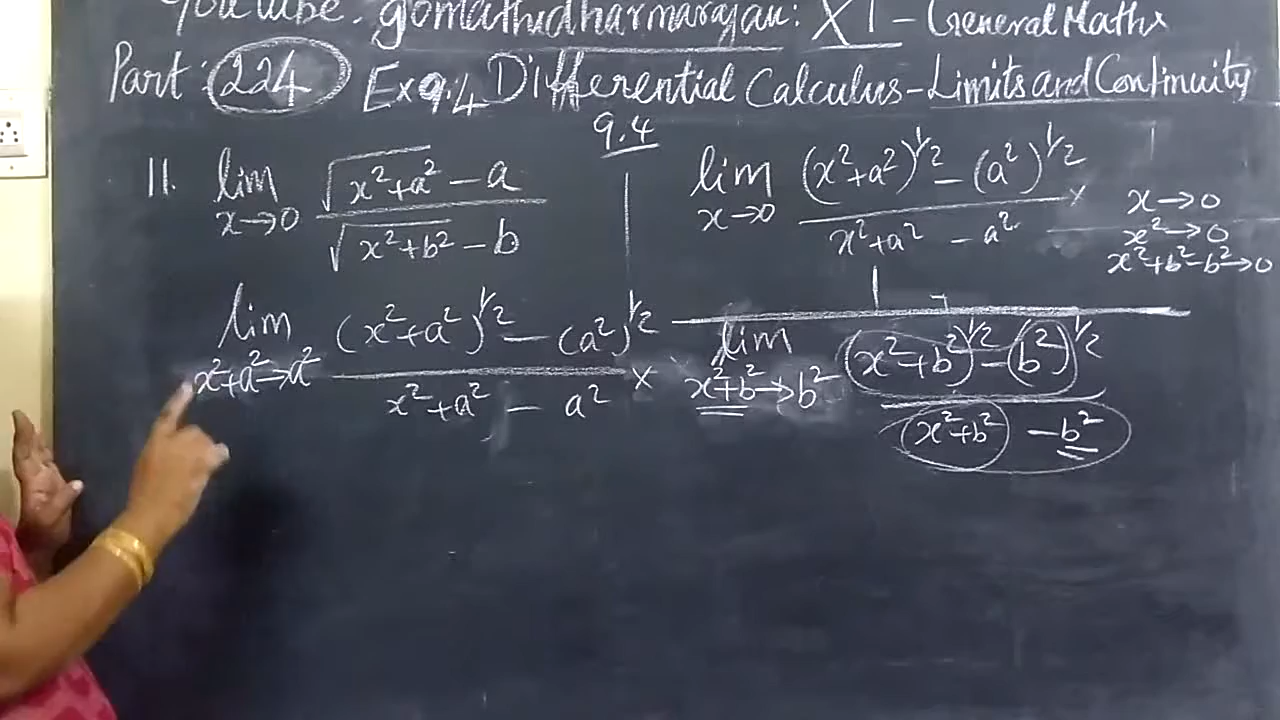 YouTube. gomathidharmarajan: XI - General Maths
Part: 224 Ex 9.4 Differential Calculus - Limits and Continuity
9.4
11. lim x→0 (√(x²+a²) - a) / (√(x²+b²) - b)
lim x→0 ((x²+a²)^1/2 - (a²)^1/2) / (x²+a² - a²) ×
x→0
x²→0
x²+b²-b²→0
1
lim x²+a²→a² ((x²+a²)^1/2 - (a²)^1/2) / (x²+a² - a²) × lim x²+b²→b² ((x²+b²)^1/2 - (b²)^1/2) / (x²+b² - b²)